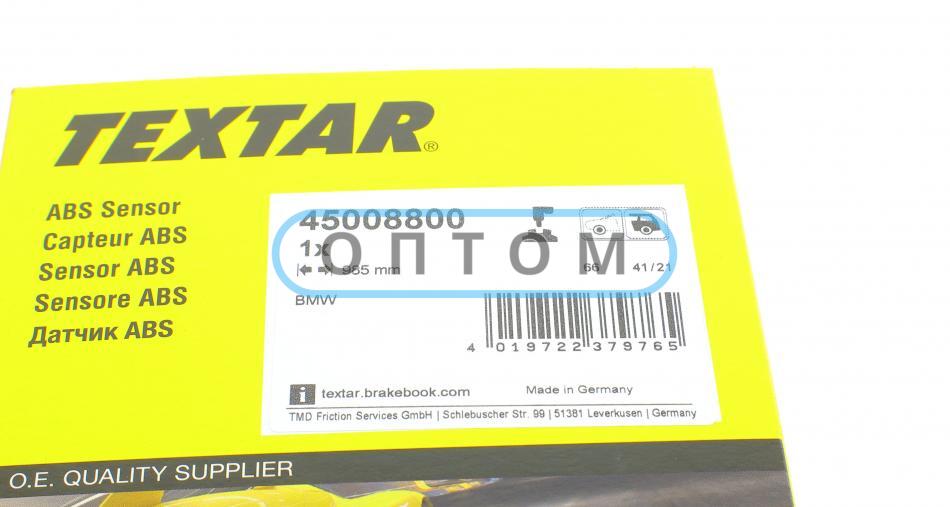 TEXTAR®
ABS Sensor
Capteur ABS
Sensor ABS
Sensore ABS
Датчик ABS
45008800
1x
985 mm
66 41/21
ОПТОМ
BMW
4 019722 379765
i textar.brakebook.com Made in Germany
TMD Friction Services GmbH | Schlebuscher Str. 99 | 51381 Leverkusen | Germany
O.E. QUALITY SUPPLIER